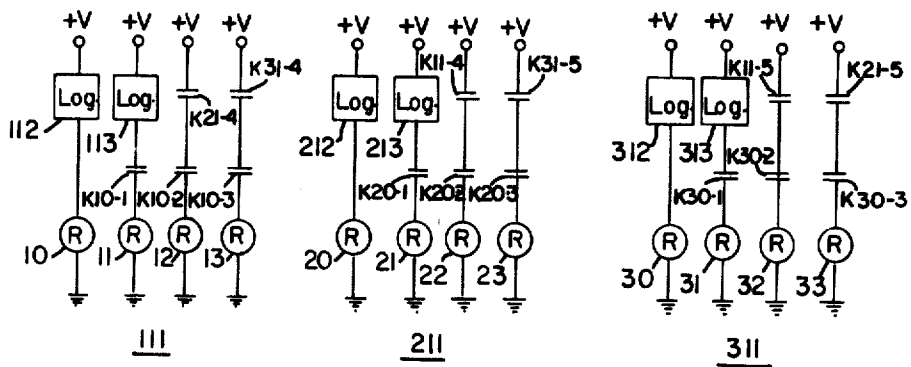 +V +V +V +V +V +V +V +V +V +V +V +V
K31-4 K11-4 K31-5 K11-5 K21-5
Log. Log. Log. Log. Log. Log.
112 113 K21-4 212 213 312 313
K10-1 K10-2 K10-3 K20-1 K20-2 K20-3 K30-1 K30-2 K30-3
R R R R R R R R R R R R
10 11 12 13 20 21 22 23 30 31 32 33
111 211 311